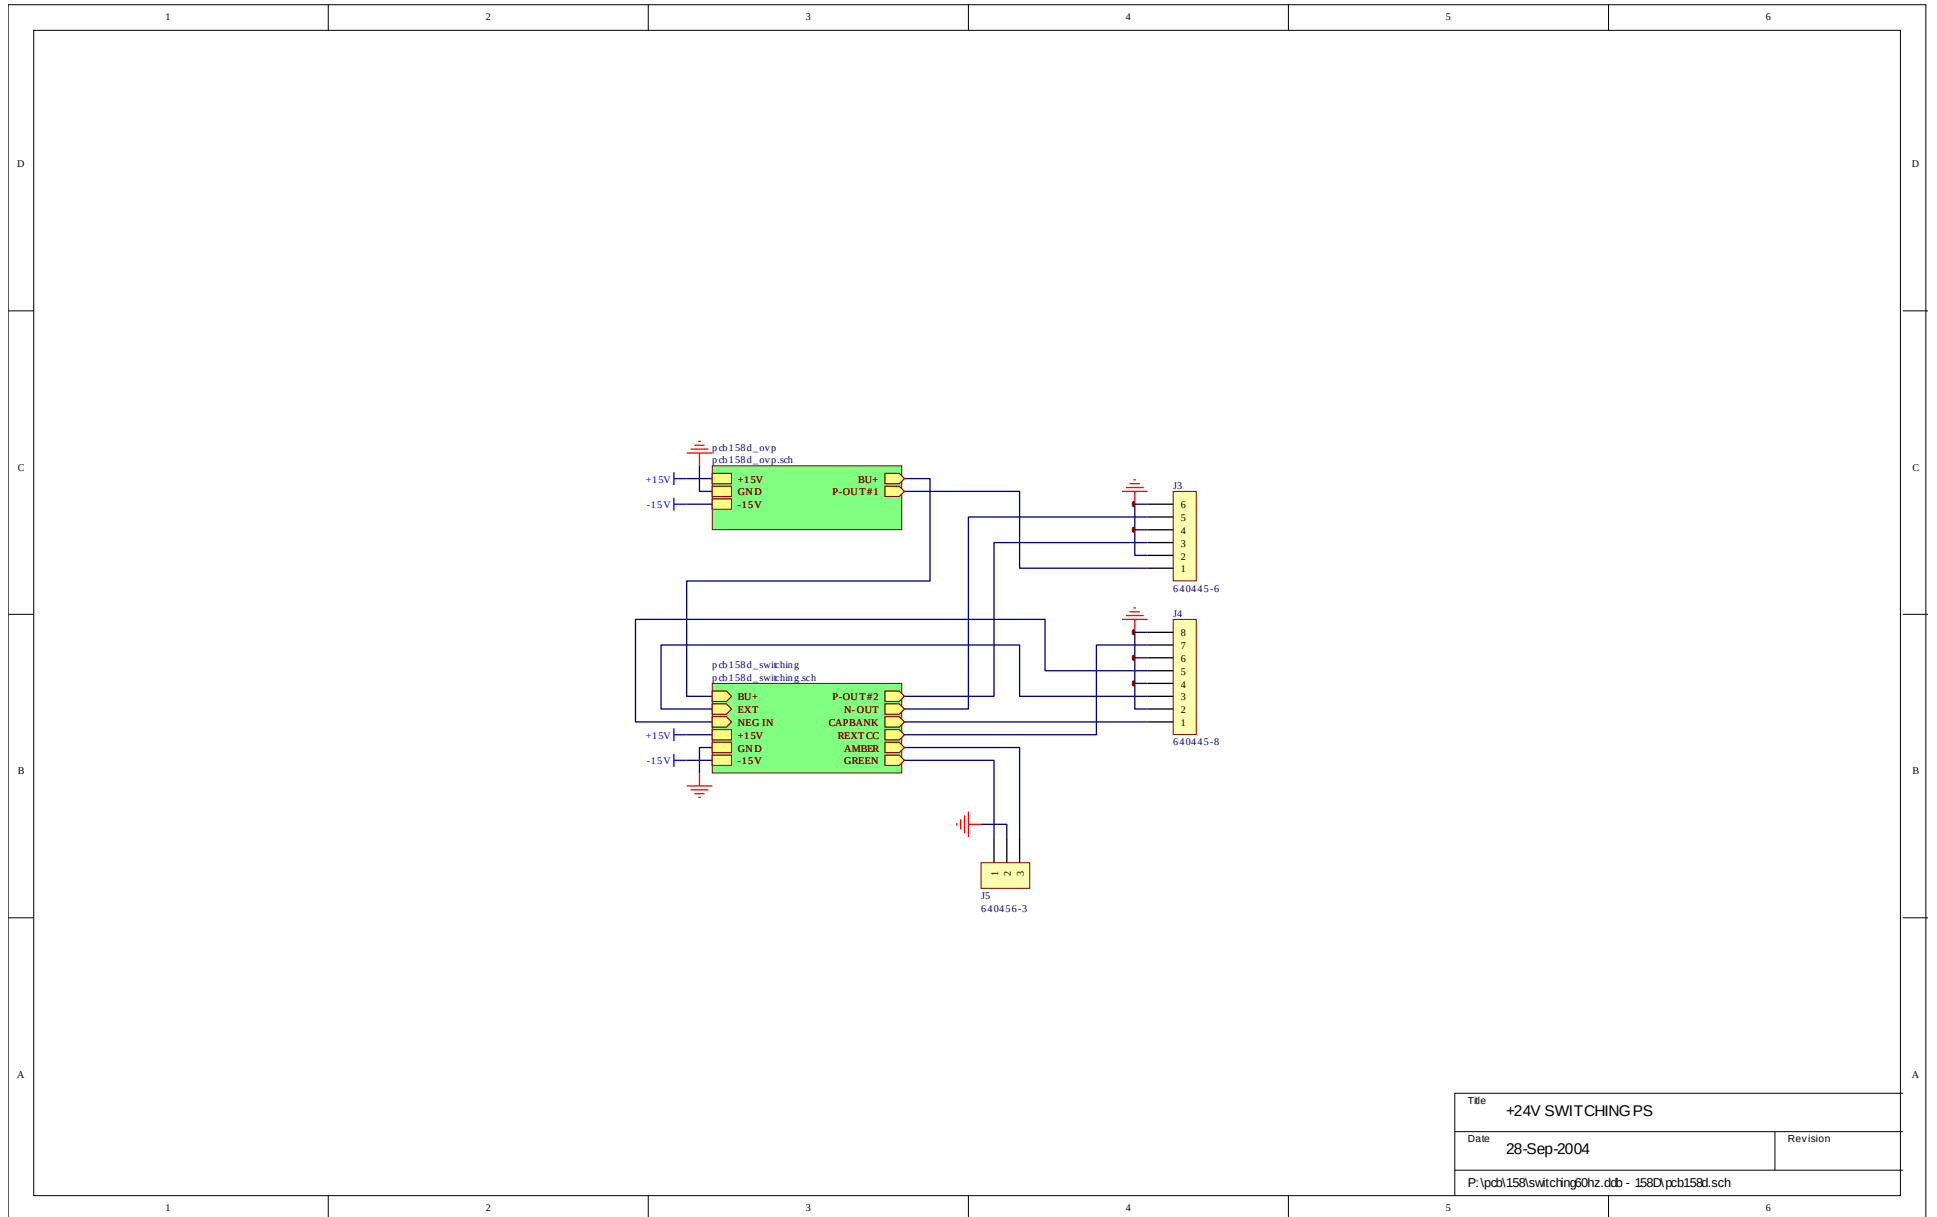 1 2 3 4 5 6
D D
pcb158d_ovp
pcb158d_ovp.sch
+15V +15V BU+
GND P-OUT#1
-15V -15V
C C
J3
6
5
4
3
2
1
640445-6
J4
8
7
6
5
4
3
2
1
640445-8
pcb158d_switching
pcb158d_switching.sch
BU+ P-OUT#2
EXT N-OUT
NEG IN CAPBANK
+15V +15V REXTCC
GND AMBER
-15V -15V GREEN
B B
1 2 3
J5
640456-3
A A
Title +24V SWITCHING PS
Date 28-Sep-2004 Revision
P:\pcb\158\switching60hz.ddb - 158D\pcb158d.sch
1 2 3 4 5 6